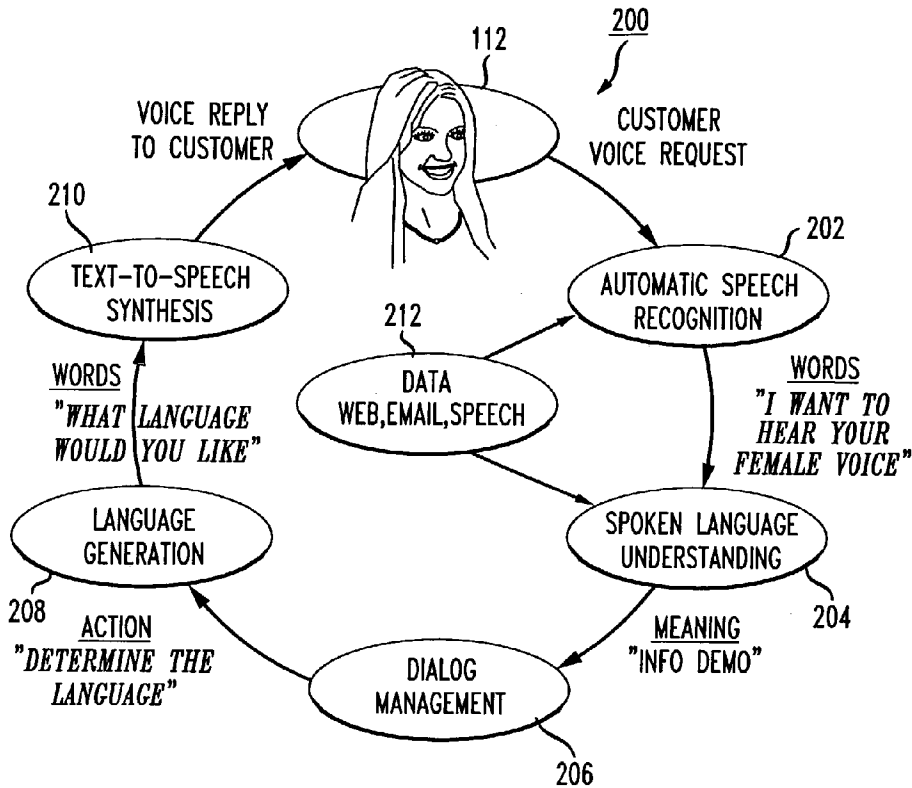 200
112
VOICE REPLY
TO CUSTOMER
CUSTOMER
VOICE REQUEST
210
202
TEXT-TO-SPEECH
SYNTHESIS
AUTOMATIC SPEECH
RECOGNITION
212
DATA
WEB,EMAIL,SPEECH
WORDS
"WHAT LANGUAGE
WOULD YOU LIKE"
WORDS
"I WANT TO
HEAR YOUR
FEMALE VOICE"
LANGUAGE
GENERATION
208
SPOKEN LANGUAGE
UNDERSTANDING
204
ACTION
"DETERMINE THE
LANGUAGE"
MEANING
"INFO DEMO"
DIALOG
MANAGEMENT
206